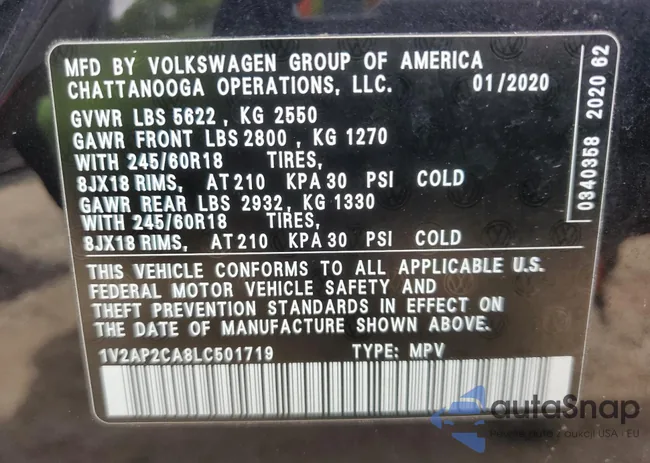 MFD BY VOLKSWAGEN GROUP OF AMERICA
CHATTANOOGA OPERATIONS, LLC. 01/2020
GVWR LBS 5622 , KG 2550
GAWR FRONT LBS 2800 , KG 1270
WITH 245/60R18 TIRES,
8JX18 RIMS, AT 210 KPA 30 PSI COLD
GAWR REAR LBS 2932, KG 1330
WITH 245/60R18 TIRES,
8JX18 RIMS, AT 210 KPA 30 PSI COLD
THIS VEHICLE CONFORMS TO ALL APPLICABLE U.S.
FEDERAL MOTOR VEHICLE SAFETY AND
THEFT PREVENTION STANDARDS IN EFFECT ON
THE DATE OF MANUFACTURE SHOWN ABOVE.
1V2AP2CA8LC501719 TYPE: MPV
0340358 2020 62
autoSnap
aukcji USA - EU